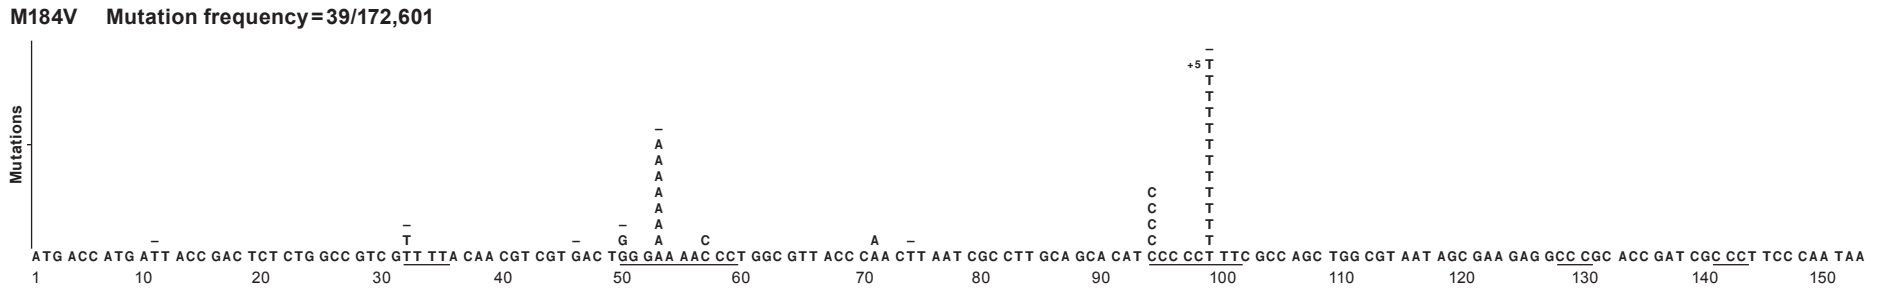 M184V Mutation frequency=39/172,601
Mutations
–
+5 T
T
T
T
– T
A T
A T
A T
A C T
A C T
– – A C T
– T – G A C A – C T
ATG ACC ATG ATT ACC GAC TCT CTG GCC GTC GTT TTA CAA CGT CGT GAC TGG GAA AAC CCT GGC GTT ACC CAA CTT AAT CGC CTT GCA GCA CAT CCC CCT TTC GCC AGC TGG CGT AAT AGC GAA GAG GCC CGC ACC GAT CGC CCT TCC CAA TAA
1 10 20 30 40 50 60 70 80 90 100 110 120 130 140 150